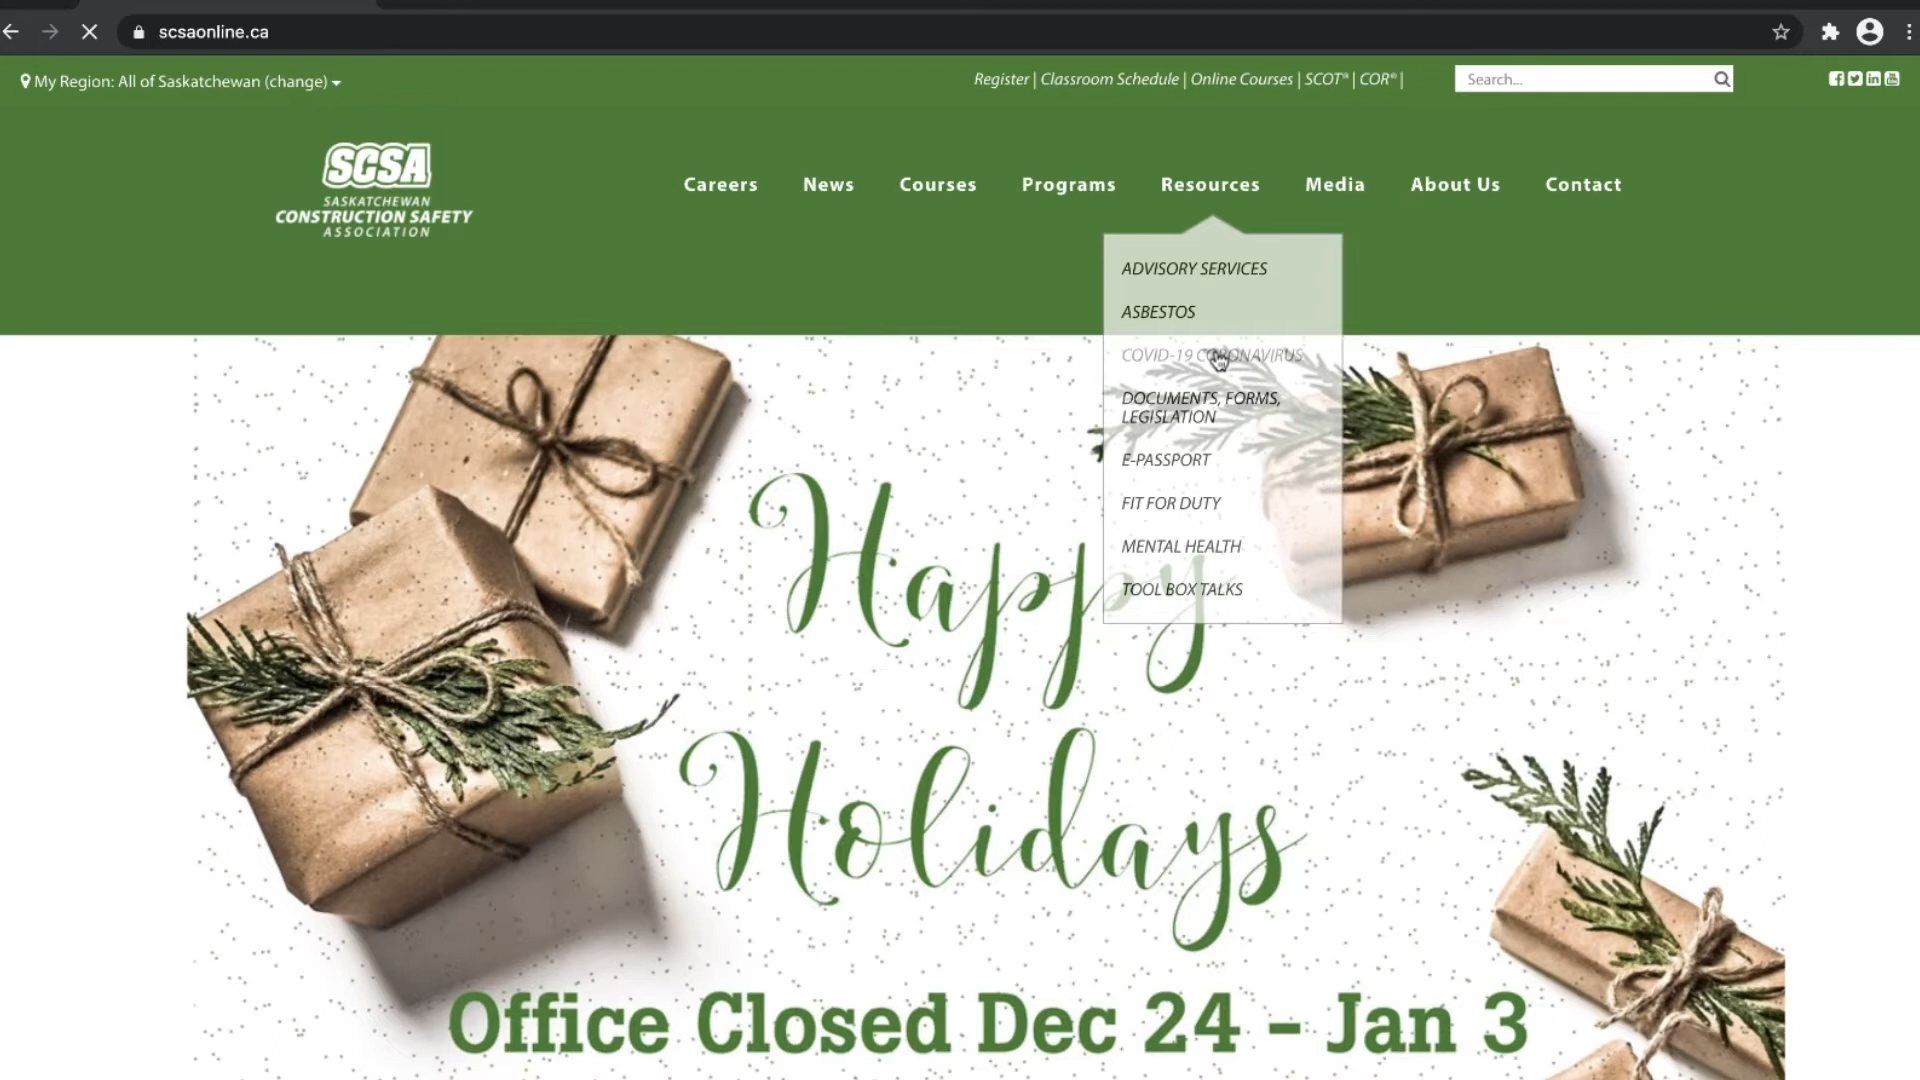 scsaonline.ca
My Region: All of Saskatchewan (change)
Register | Classroom Schedule | Online Courses | SCOT™ | COR® |
Search...
SCSA
SASKATCHEWAN
CONSTRUCTION SAFETY
ASSOCIATION
Careers News Courses Programs Resources Media About Us Contact
ADVISORY SERVICES
ASBESTOS
COVID-19 CORONAVIRUS
DOCUMENTS, FORMS,
LEGISLATION
E-PASSPORT
FIT FOR DUTY
MENTAL HEALTH
TOOL BOX TALKS
Happy
Holidays
Office Closed Dec 24 - Jan 3